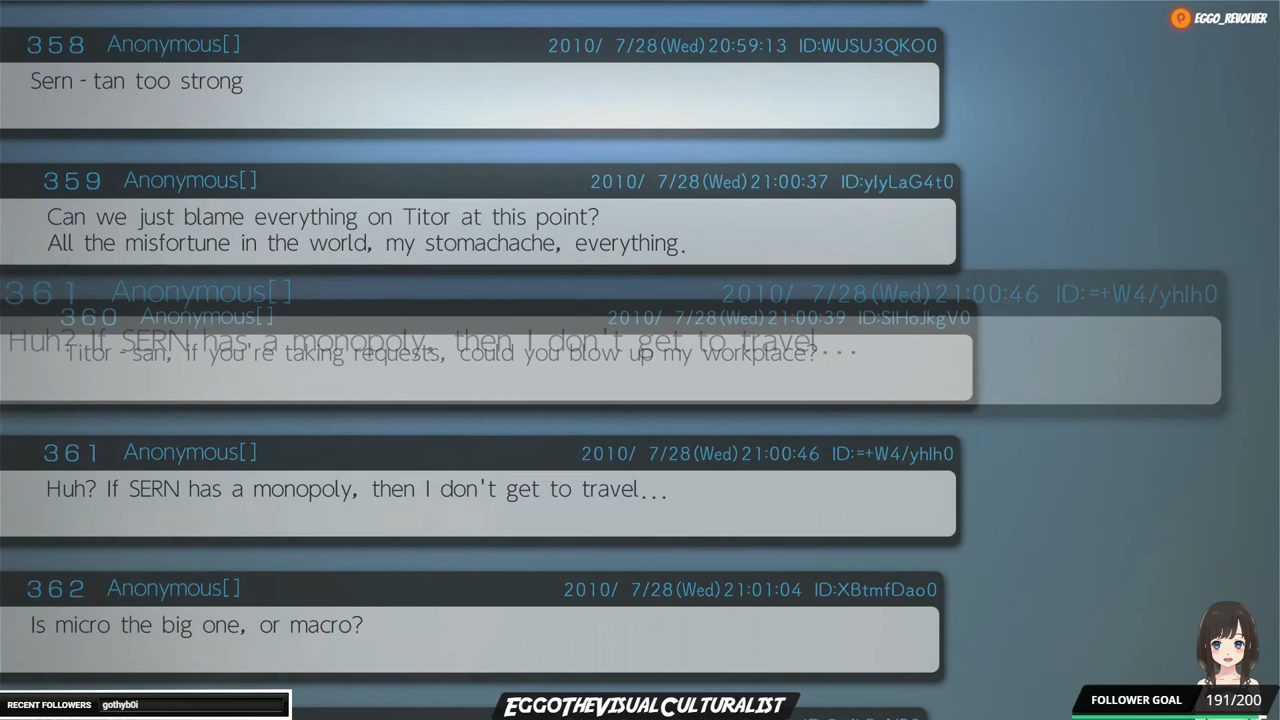 EGGO_REVOLVER
358 Anonymous[] 2010/ 7/28(Wed)20:59:13 ID:WUSU3QKO0
Sern-tan too strong
359 Anonymous[] 2010/ 7/28(Wed)21:00:37 ID:yIyLaG4t0
Can we just blame everything on Titor at this point?
All the misfortune in the world, my stomachache, everything.
361 Anonymous[] 2010/ 7/28(Wed)21:00:46 ID:=+W4/yhIh0
Huh? If SERN has a monopoly, then I don't get to travel...
360 Anonymous[] 2010/ 7/28(Wed)21:00:39 ID:SIHoJkgV0
Titor-san, if you're taking requests, could you blow up my workplace?
361 Anonymous[] 2010/ 7/28(Wed)21:00:46 ID:=+W4/yhIh0
Huh? If SERN has a monopoly, then I don't get to travel...
362 Anonymous[] 2010/ 7/28(Wed)21:01:04 ID:XBtmfDao0
Is micro the big one, or macro?
RECENT FOLLOWERS gothyb0i
EGGOTHEVISUALCULTURALIST
FOLLOWER GOAL 191/200